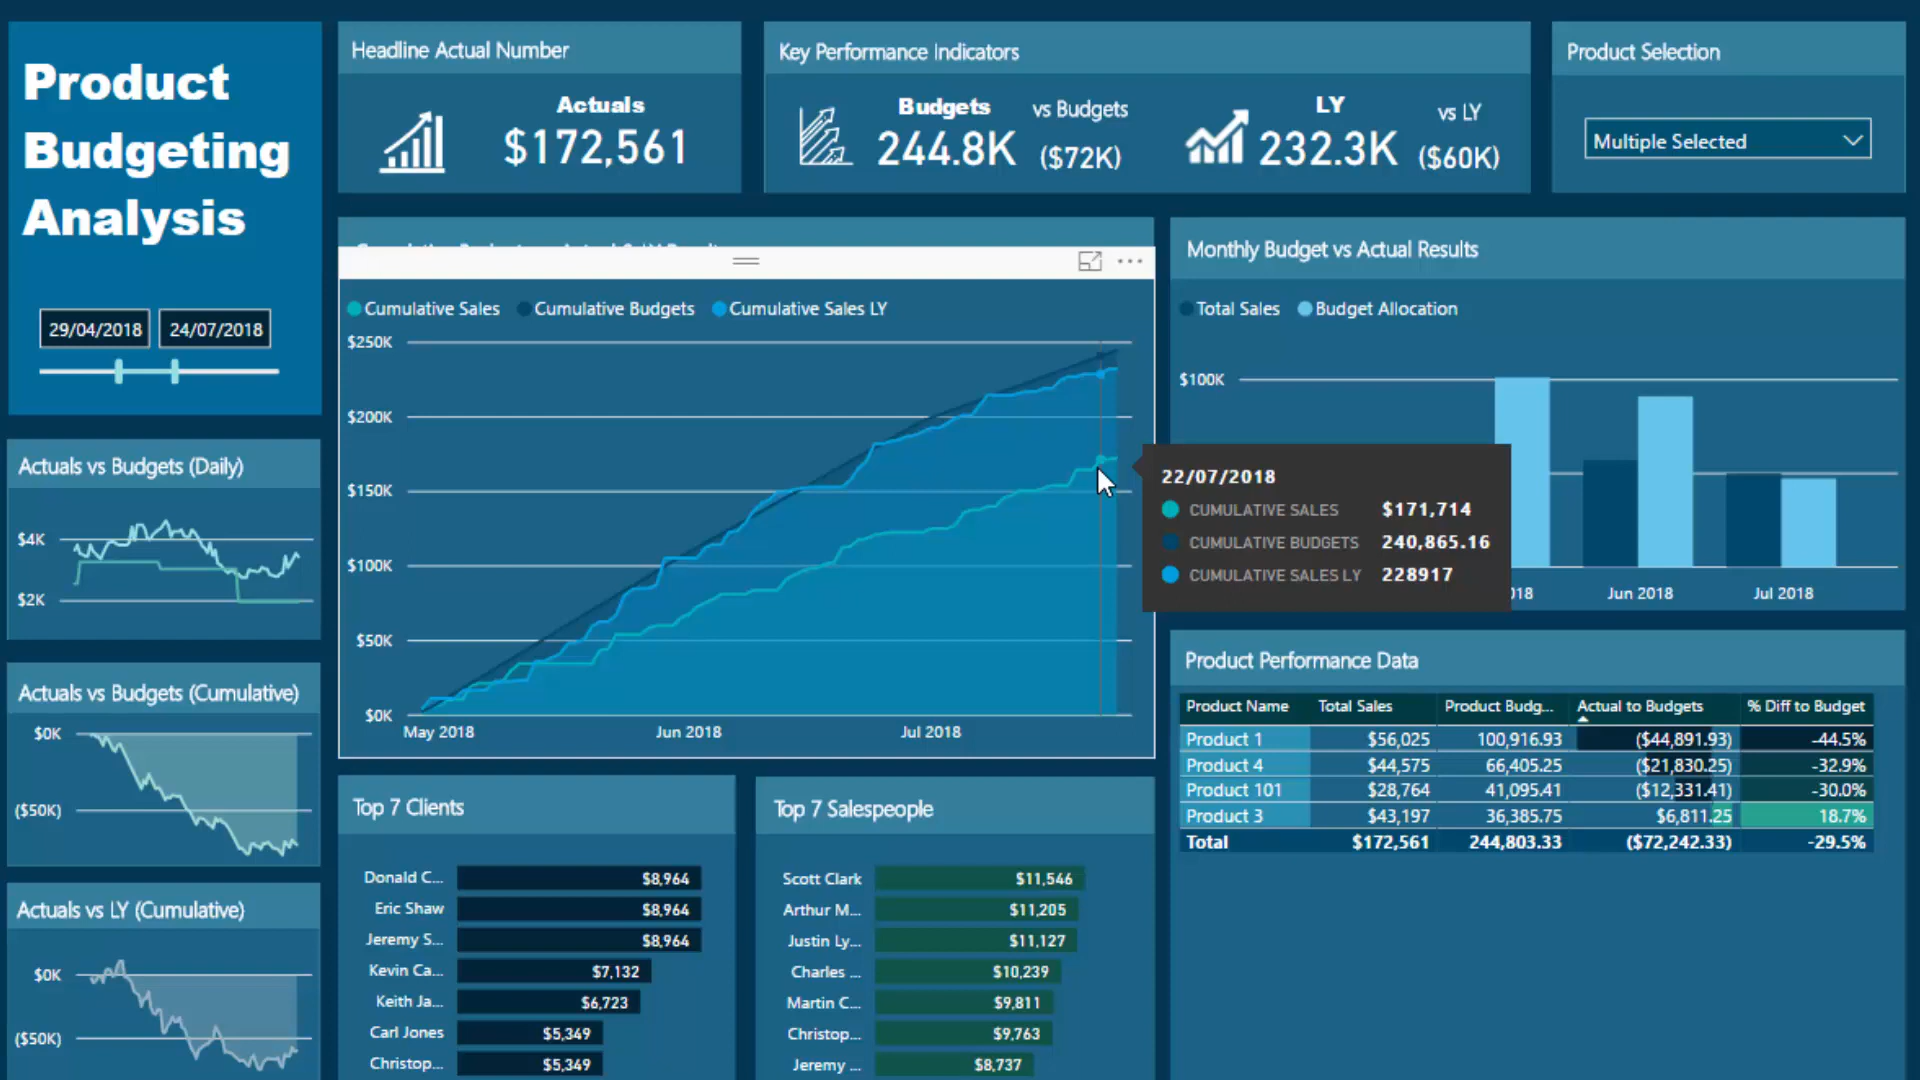 Product
Budgeting
Analysis
29/04/2018 24/07/2018
Headline Actual Number
Actuals
$172,561
Key Performance Indicators
Budgets vs Budgets LY vs LY
244.8K ($72K) 232.3K ($60K)
Product Selection
Multiple Selected
Cumulative Sales Cumulative Budgets Cumulative Sales LY
$250K
$200K
$150K
$100K
$50K
$0K
May 2018 Jun 2018 Jul 2018
22/07/2018
CUMULATIVE SALES $171,714
CUMULATIVE BUDGETS 240,865.16
CUMULATIVE SALES LY 228917
Monthly Budget vs Actual Results
Total Sales Budget Allocation
$100K
018 Jun 2018 Jul 2018
Actuals vs Budgets (Daily)
$4K
$2K
Actuals vs Budgets (Cumulative)
$0K
($50K)
Actuals vs LY (Cumulative)
$0K
($50K)
Top 7 Clients
Donald C... $8,964
Eric Shaw $8,964
Jeremy S... $8,964
Kevin Ca... $7,132
Keith Ja... $6,723
Carl Jones $5,349
Christop... $5,349
Top 7 Salespeople
Scott Clark $11,546
Arthur M... $11,205
Justin Ly... $11,127
Charles ... $10,239
Martin C... $9,811
Christop... $9,763
Jeremy ... $8,737
Product Performance Data
Product Name Total Sales Product Budg... Actual to Budgets % Diff to Budget
Product 1 $56,025 100,916.93 ($44,891.93) -44.5%
Product 4 $44,575 66,405.25 ($21,830.25) -32.9%
Product 101 $28,764 41,095.41 ($12,331.41) -30.0%
Product 3 $43,197 36,385.75 $6,811.25 18.7%
Total $172,561 244,803.33 ($72,242.33) -29.5%